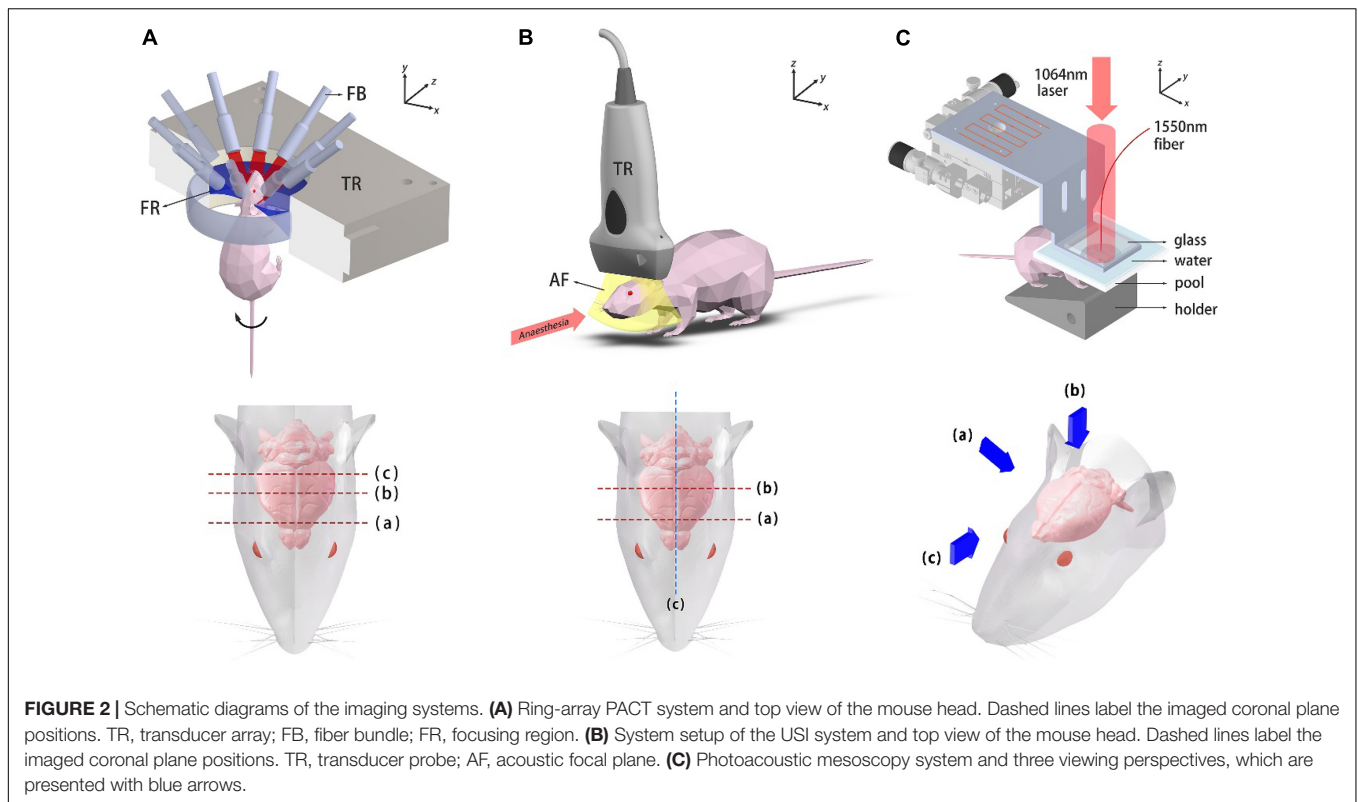 A
y
z
x
FB
TR
FR
(c)
(b)
(a)
B
z
y
x
TR
AF
Anaesthesia
(b)
(a)
(c)
C
1064nm
laser
z
y
x
1550nm
fiber
glass
water
pool
holder
(b)
(a)
(c)
FIGURE 2 | Schematic diagrams of the imaging systems. (A) Ring-array PACT system and top view of the mouse head. Dashed lines label the imaged coronal plane
positions. TR, transducer array; FB, fiber bundle; FR, focusing region. (B) System setup of the USI system and top view of the mouse head. Dashed lines label the
imaged coronal plane positions. TR, transducer probe; AF, acoustic focal plane. (C) Photoacoustic mesoscopy system and three viewing perspectives, which are
presented with blue arrows.